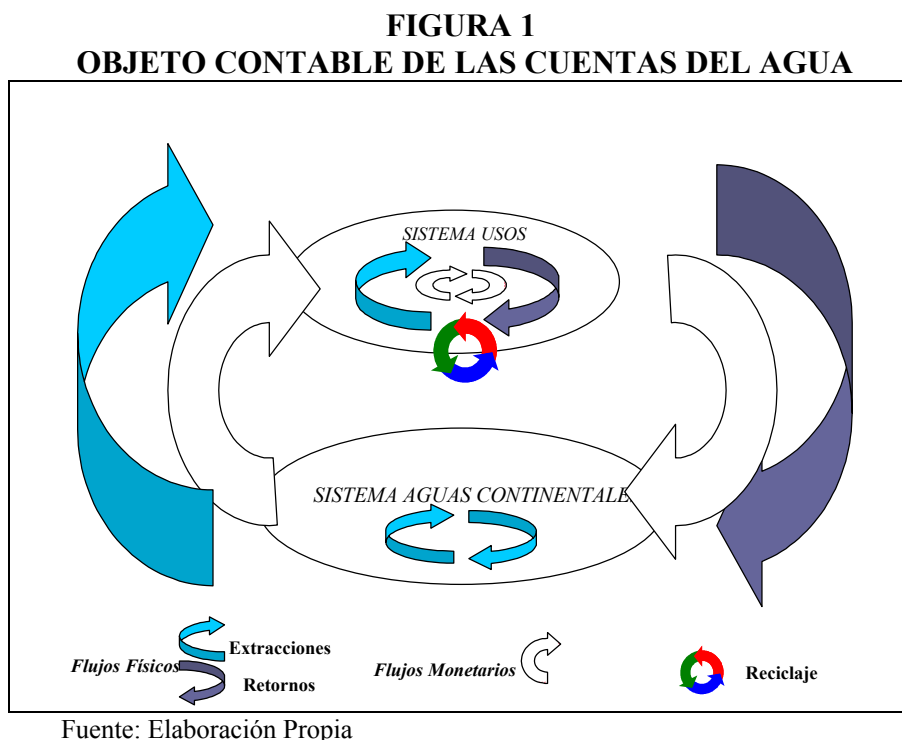 FIGURA 1
OBJETO CONTABLE DE LAS CUENTAS DEL AGUA
SISTEMA USOS
SISTEMA AGUAS CONTINENTALE
Extracciones
Flujos Físicos
Retornos
Flujos Monetarios
Reciclaje
Fuente: Elaboración Propia